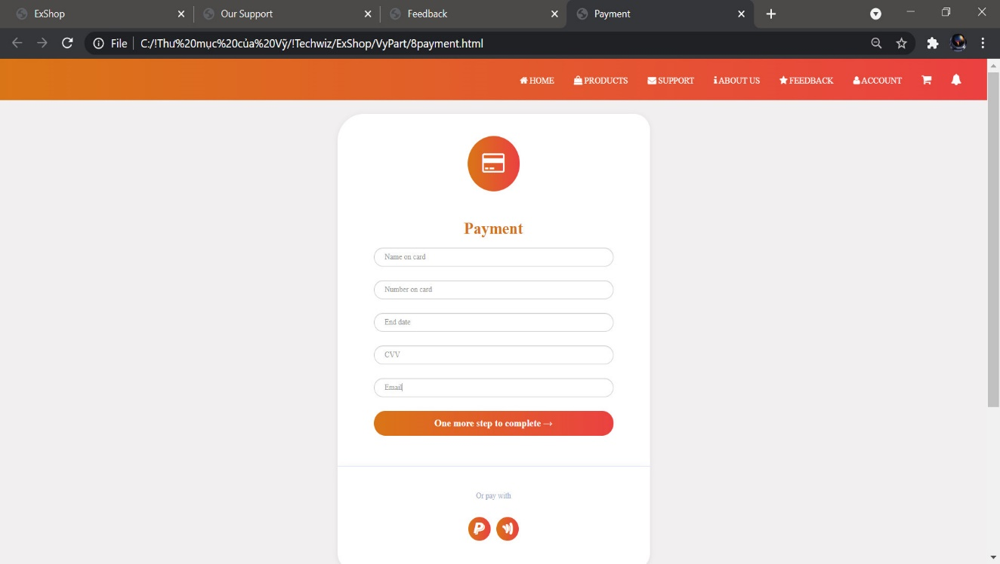 ExShop
Our Support
Feedback
Payment
File
C:/!Thư%20mục%20của%20Vỹ/!Techwiz/ExShop/VyPart/8payment.html
HOME PRODUCTS SUPPORT ABOUT US FEEDBACK ACCOUNT
Payment
Name on card
Number on card
End date
CVV
Email
One more step to complete →
Or pay with